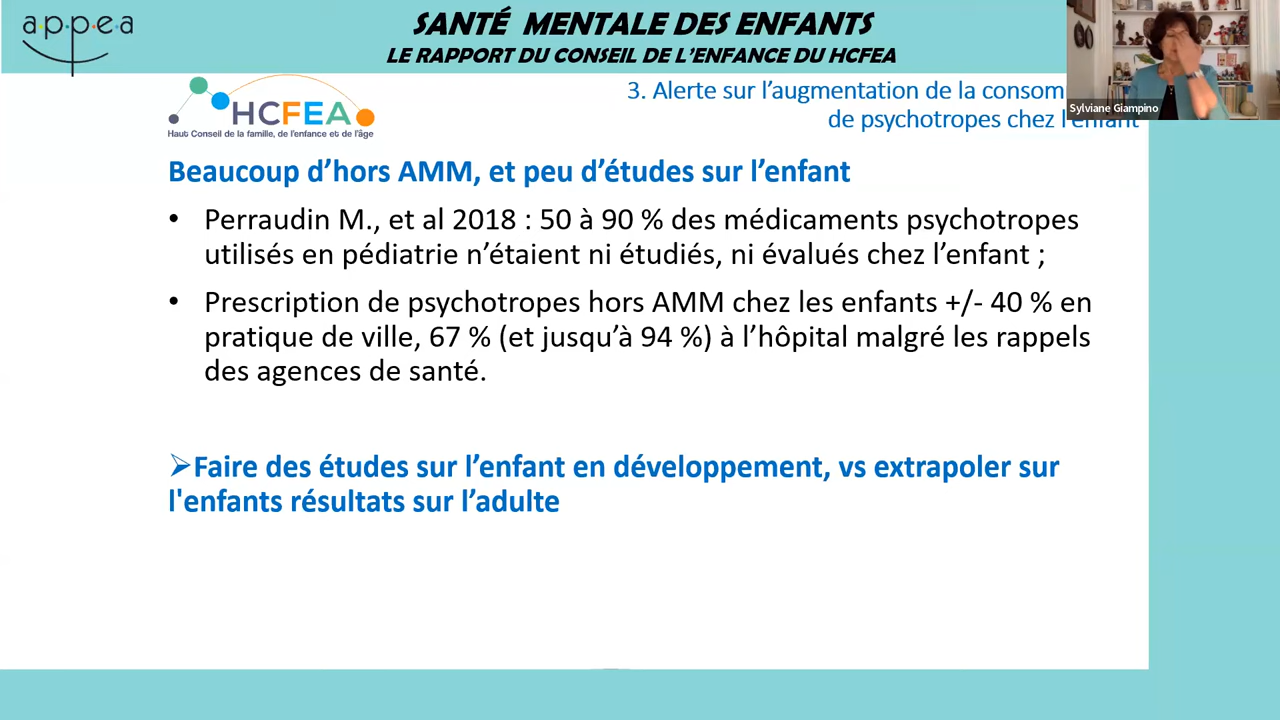 appea
SANTÉ MENTALE DES ENFANTS
LE RAPPORT DU CONSEIL DE L'ENFANCE DU HCFEA
Sylviane Giampino
HCFEA
Haut Conseil de la famille, de l'enfance et de l'âge
3. Alerte sur l'augmentation de la
de psychotropes chez l'enfant
Beaucoup d'hors AMM, et peu d'études sur l'enfant
• Perraudin M., et al 2018 : 50 à 90 % des médicaments psychotropes
utilisés en pédiatrie n'étaient ni étudiés, ni évalués chez l'enfant ;
• Prescription de psychotropes hors AMM chez les enfants +/- 40 % en
pratique de ville, 67 % (et jusqu'à 94 %) à l'hôpital malgré les rappels
des agences de santé.
➢Faire des études sur l'enfant en développement, vs extrapoler sur
l'enfants résultats sur l'adulte